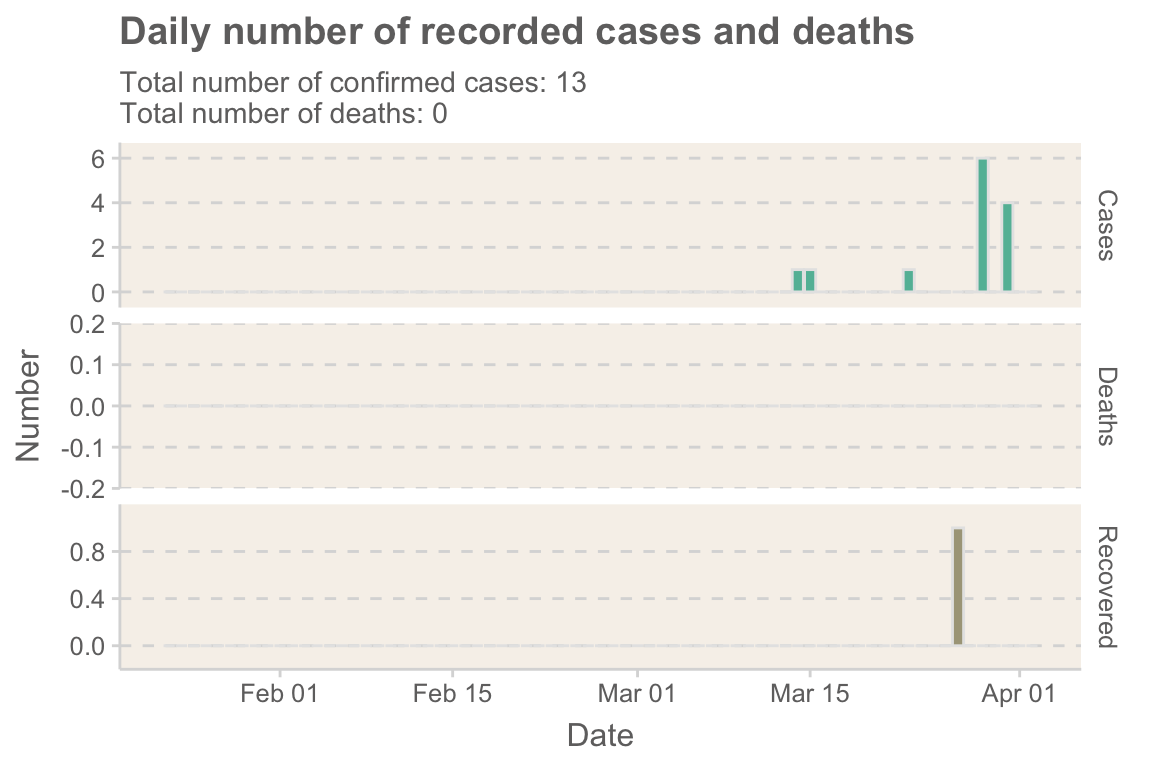 Daily number of recorded cases and deaths
Total number of confirmed cases: 13
Total number of deaths: 0
6
4
2
0
Cases
0.2
0.1
0.0
-0.1
-0.2
Deaths
Number
0.8
0.4
0.0
Recovered
Feb 01 Feb 15 Mar 01 Mar 15 Apr 01
Date